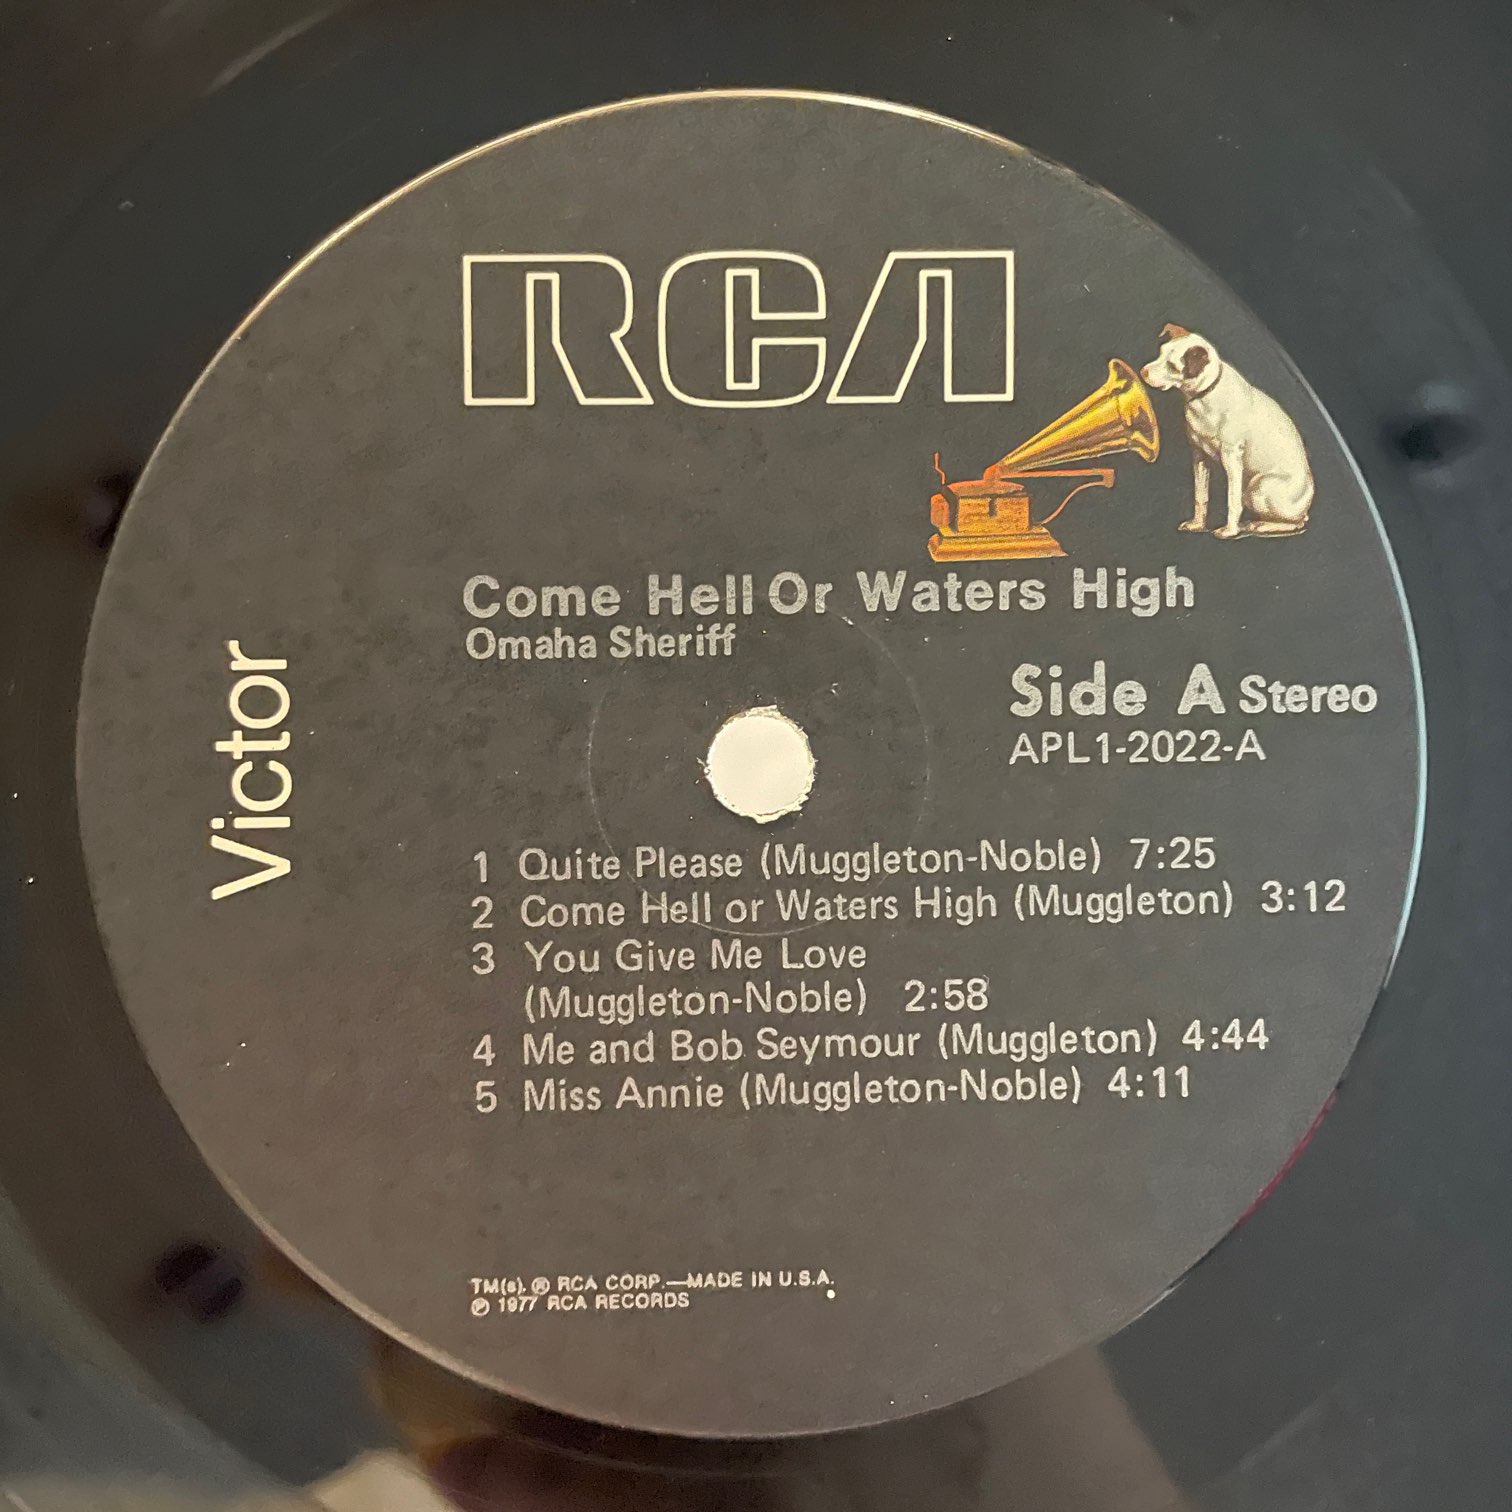 RCA
Victor
Come Hell Or Waters High
Omaha Sheriff
Side A Stereo
APL1-2022-A
1 Quite Please (Muggleton-Noble) 7:25
2 Come Hell or Waters High (Muggleton) 3:12
3 You Give Me Love
(Muggleton-Noble) 2:58
4 Me and Bob Seymour (Muggleton) 4:44
5 Miss Annie (Muggleton-Noble) 4:11
TM(s). ® RCA CORP.—MADE IN U.S.A.
℗ 1977 RCA RECORDS